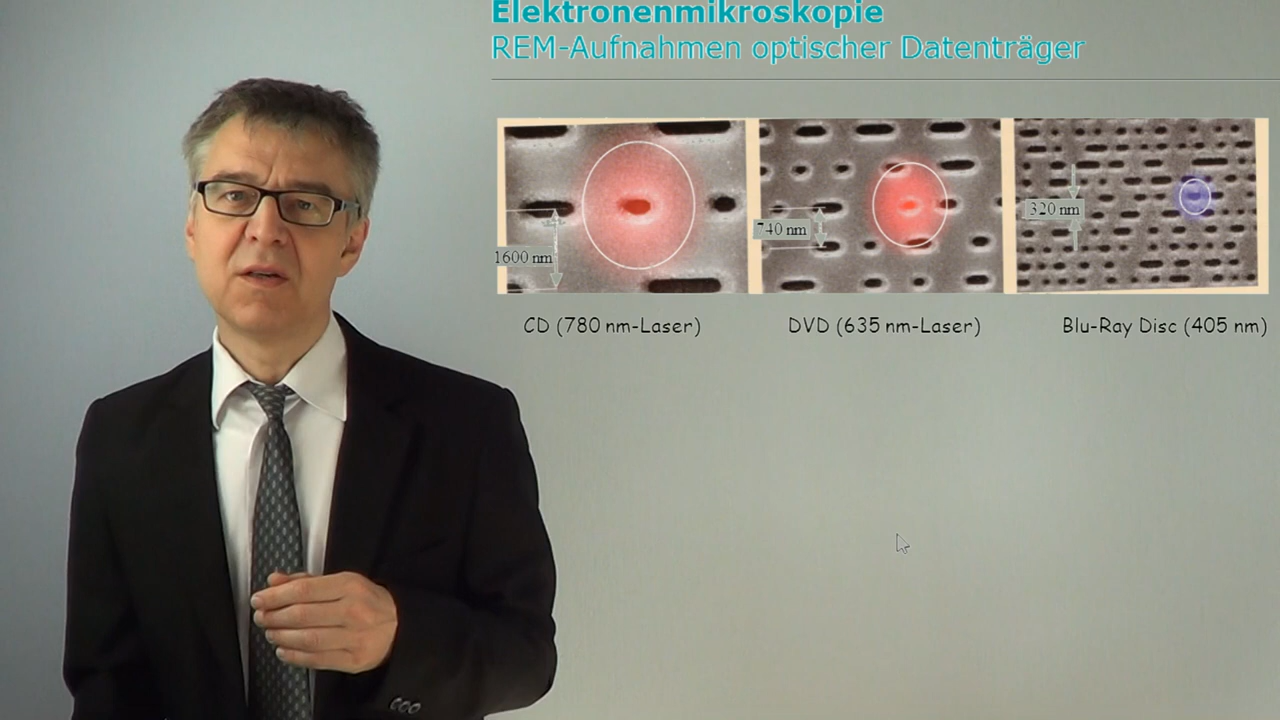 Elektronenmikroskopie
REM-Aufnahmen optischer Datenträger
1600 nm
740 nm
320 nm
CD (780 nm-Laser)
DVD (635 nm-Laser)
Blu-Ray Disc (405 nm)